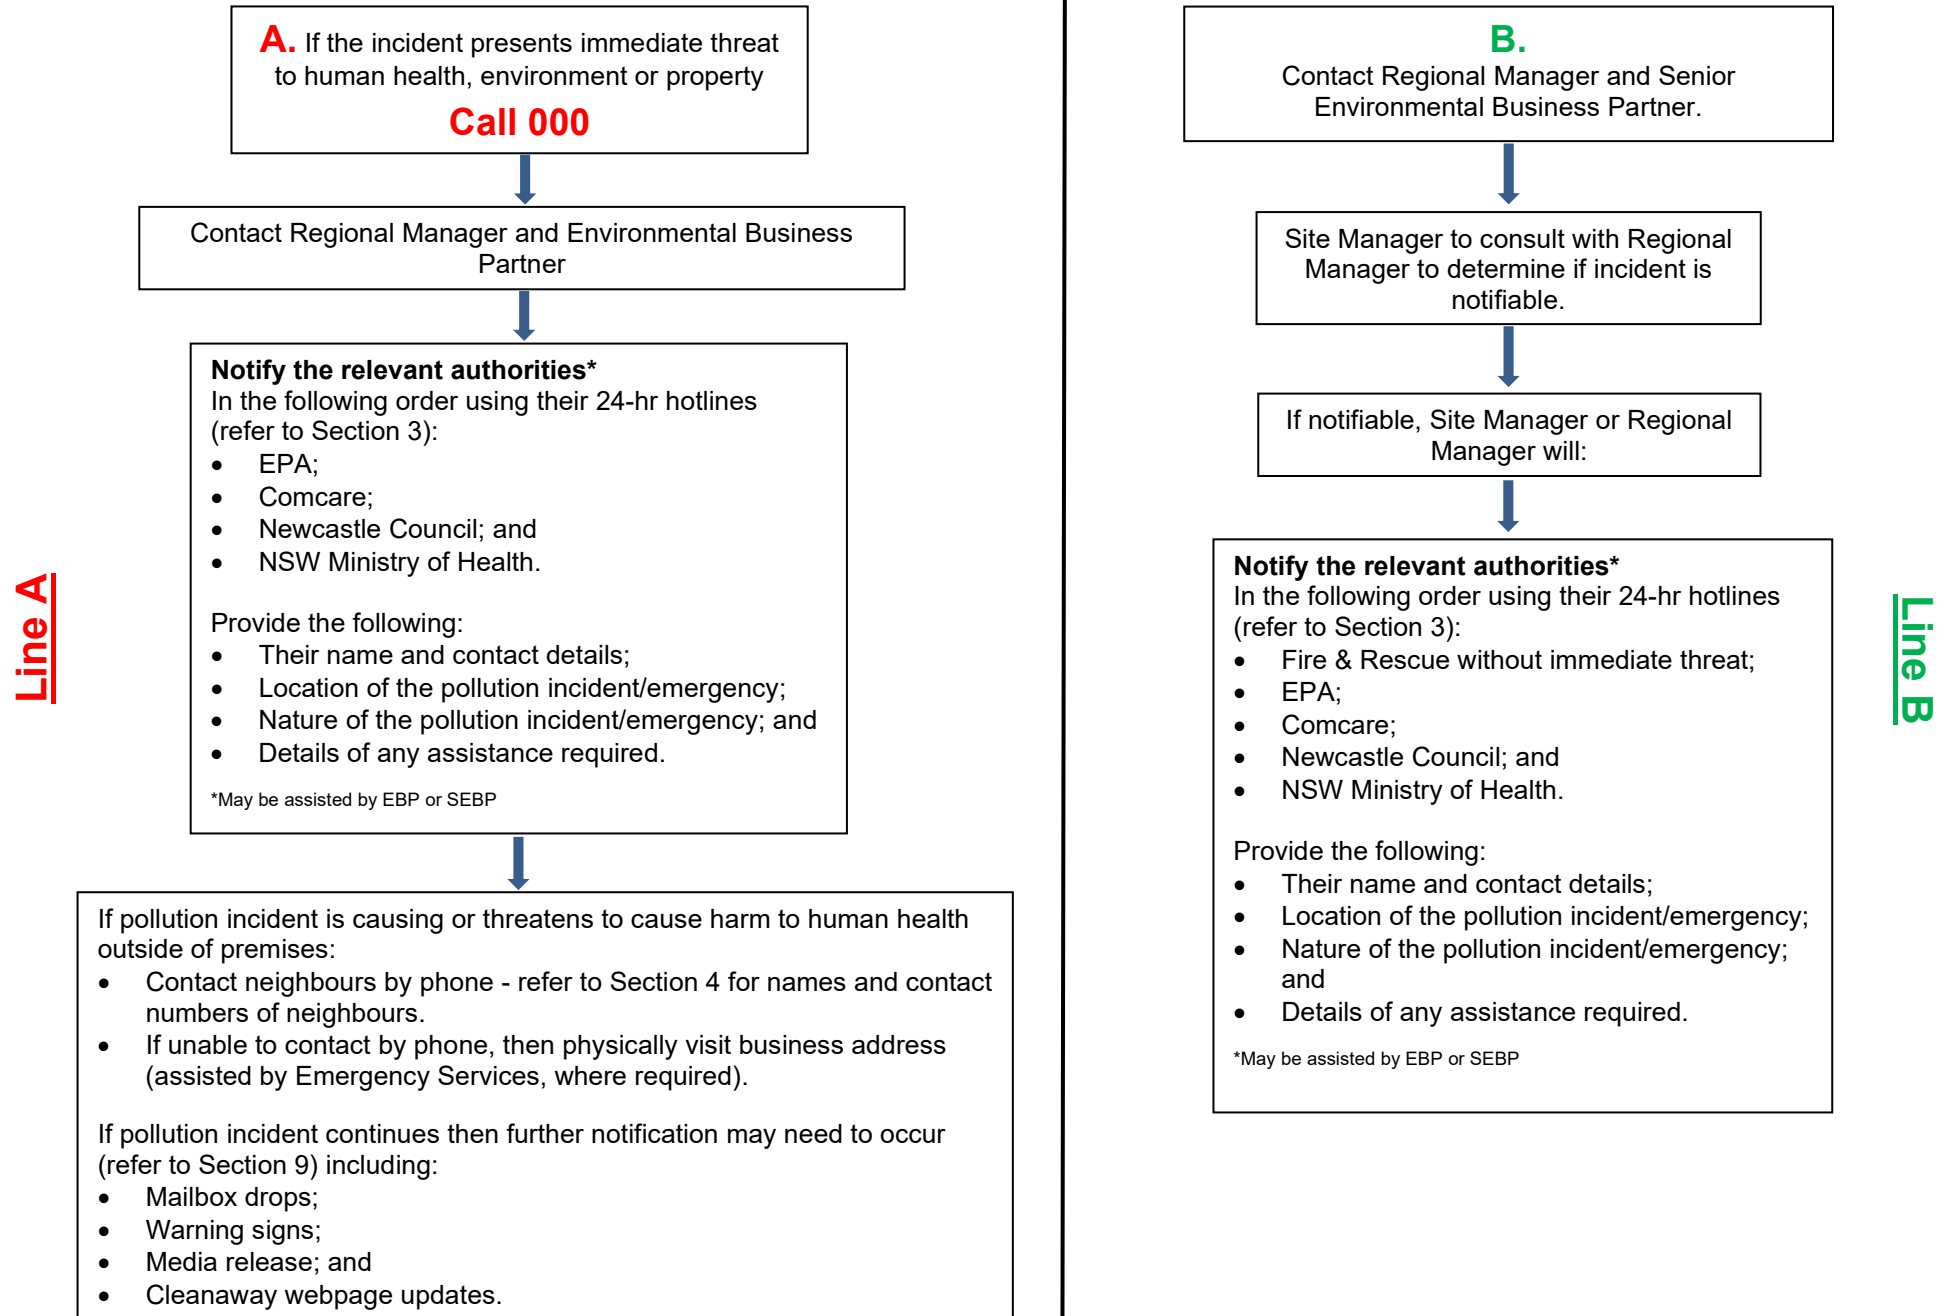 A. If the incident presents immediate threat
to human health, environment or property
Call 000
Contact Regional Manager and Environmental Business
Partner
Notify the relevant authorities*
In the following order using their 24-hr hotlines
(refer to Section 3):
• EPA;
• Comcare;
• Newcastle Council; and
• NSW Ministry of Health.
Provide the following:
• Their name and contact details;
• Location of the pollution incident/emergency;
• Nature of the pollution incident/emergency; and
• Details of any assistance required.
*May be assisted by EBP or SEBP
If pollution incident is causing or threatens to cause harm to human health
outside of premises:
• Contact neighbours by phone - refer to Section 4 for names and contact
numbers of neighbours.
• If unable to contact by phone, then physically visit business address
(assisted by Emergency Services, where required).
If pollution incident continues then further notification may need to occur
(refer to Section 9) including:
• Mailbox drops;
• Warning signs;
• Media release; and
• Cleanaway webpage updates.
Line A
B.
Contact Regional Manager and Senior
Environmental Business Partner.
Site Manager to consult with Regional
Manager to determine if incident is
notifiable.
If notifiable, Site Manager or Regional
Manager will:
Notify the relevant authorities*
In the following order using their 24-hr hotlines
(refer to Section 3):
• Fire & Rescue without immediate threat;
• EPA;
• Comcare;
• Newcastle Council; and
• NSW Ministry of Health.
Provide the following:
• Their name and contact details;
• Location of the pollution incident/emergency;
• Nature of the pollution incident/emergency;
and
• Details of any assistance required.
*May be assisted by EBP or SEBP
Line B